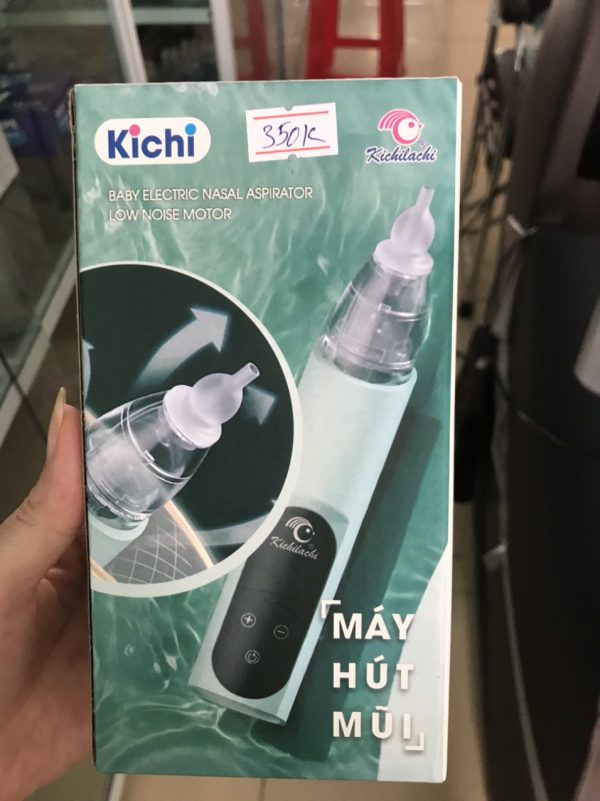 Kichi
350K
Kichilachi
BABY ELECTRIC NASAL ASPIRATOR
LOW NOISE MOTOR
Kichilachi
MÁY
HÚT
MŨI